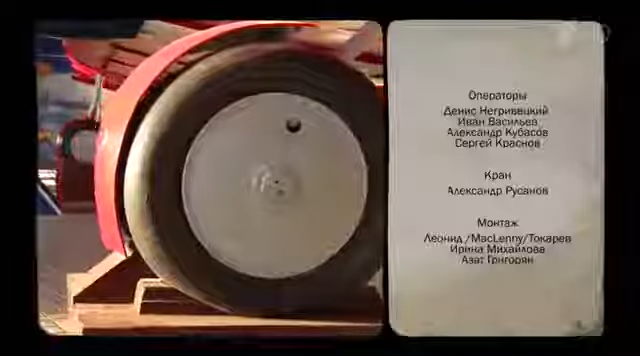 Операторы
Денис Негривецкий
Иван Васильев
Александр Кубасов
Сергей Краснов
Кран
Александр Русанов
Монтаж
Леонид /MacLenny/Токарев
Ирина Михайлова
Азат Григорян